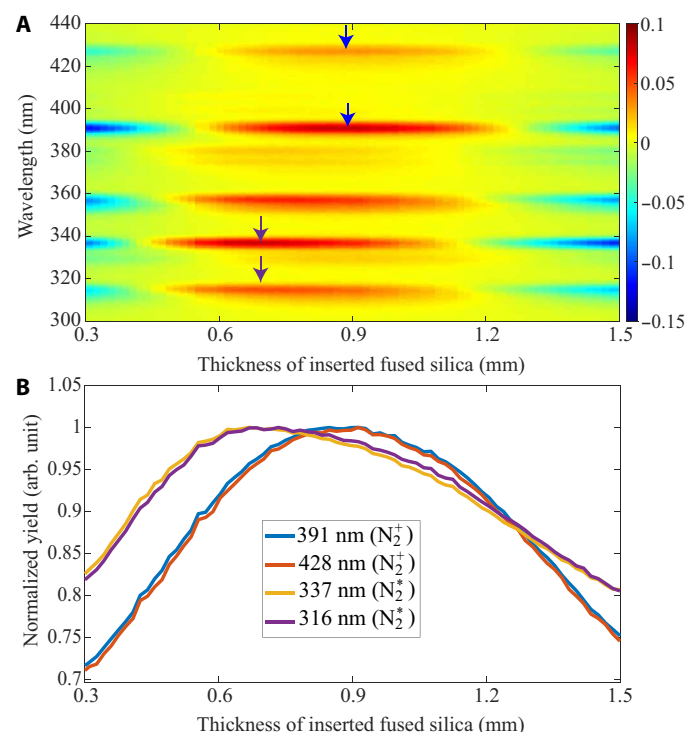 A
440
420
400
380
360
340
320
300
Wavelength (nm)
0.3 0.6 0.9 1.2 1.5
Thickness of inserted fused silica (mm)
0.1
0.05
0
−0.05
−0.1
−0.15
B
1.05
1
0.95
0.9
0.85
0.8
0.75
0.7
Normalized yield (arb. unit)
391 nm (N₂⁺)
428 nm (N₂⁺)
337 nm (N₂*)
316 nm (N₂*)
0.3 0.6 0.9 1.2 1.5
Thickness of inserted fused silica (mm)